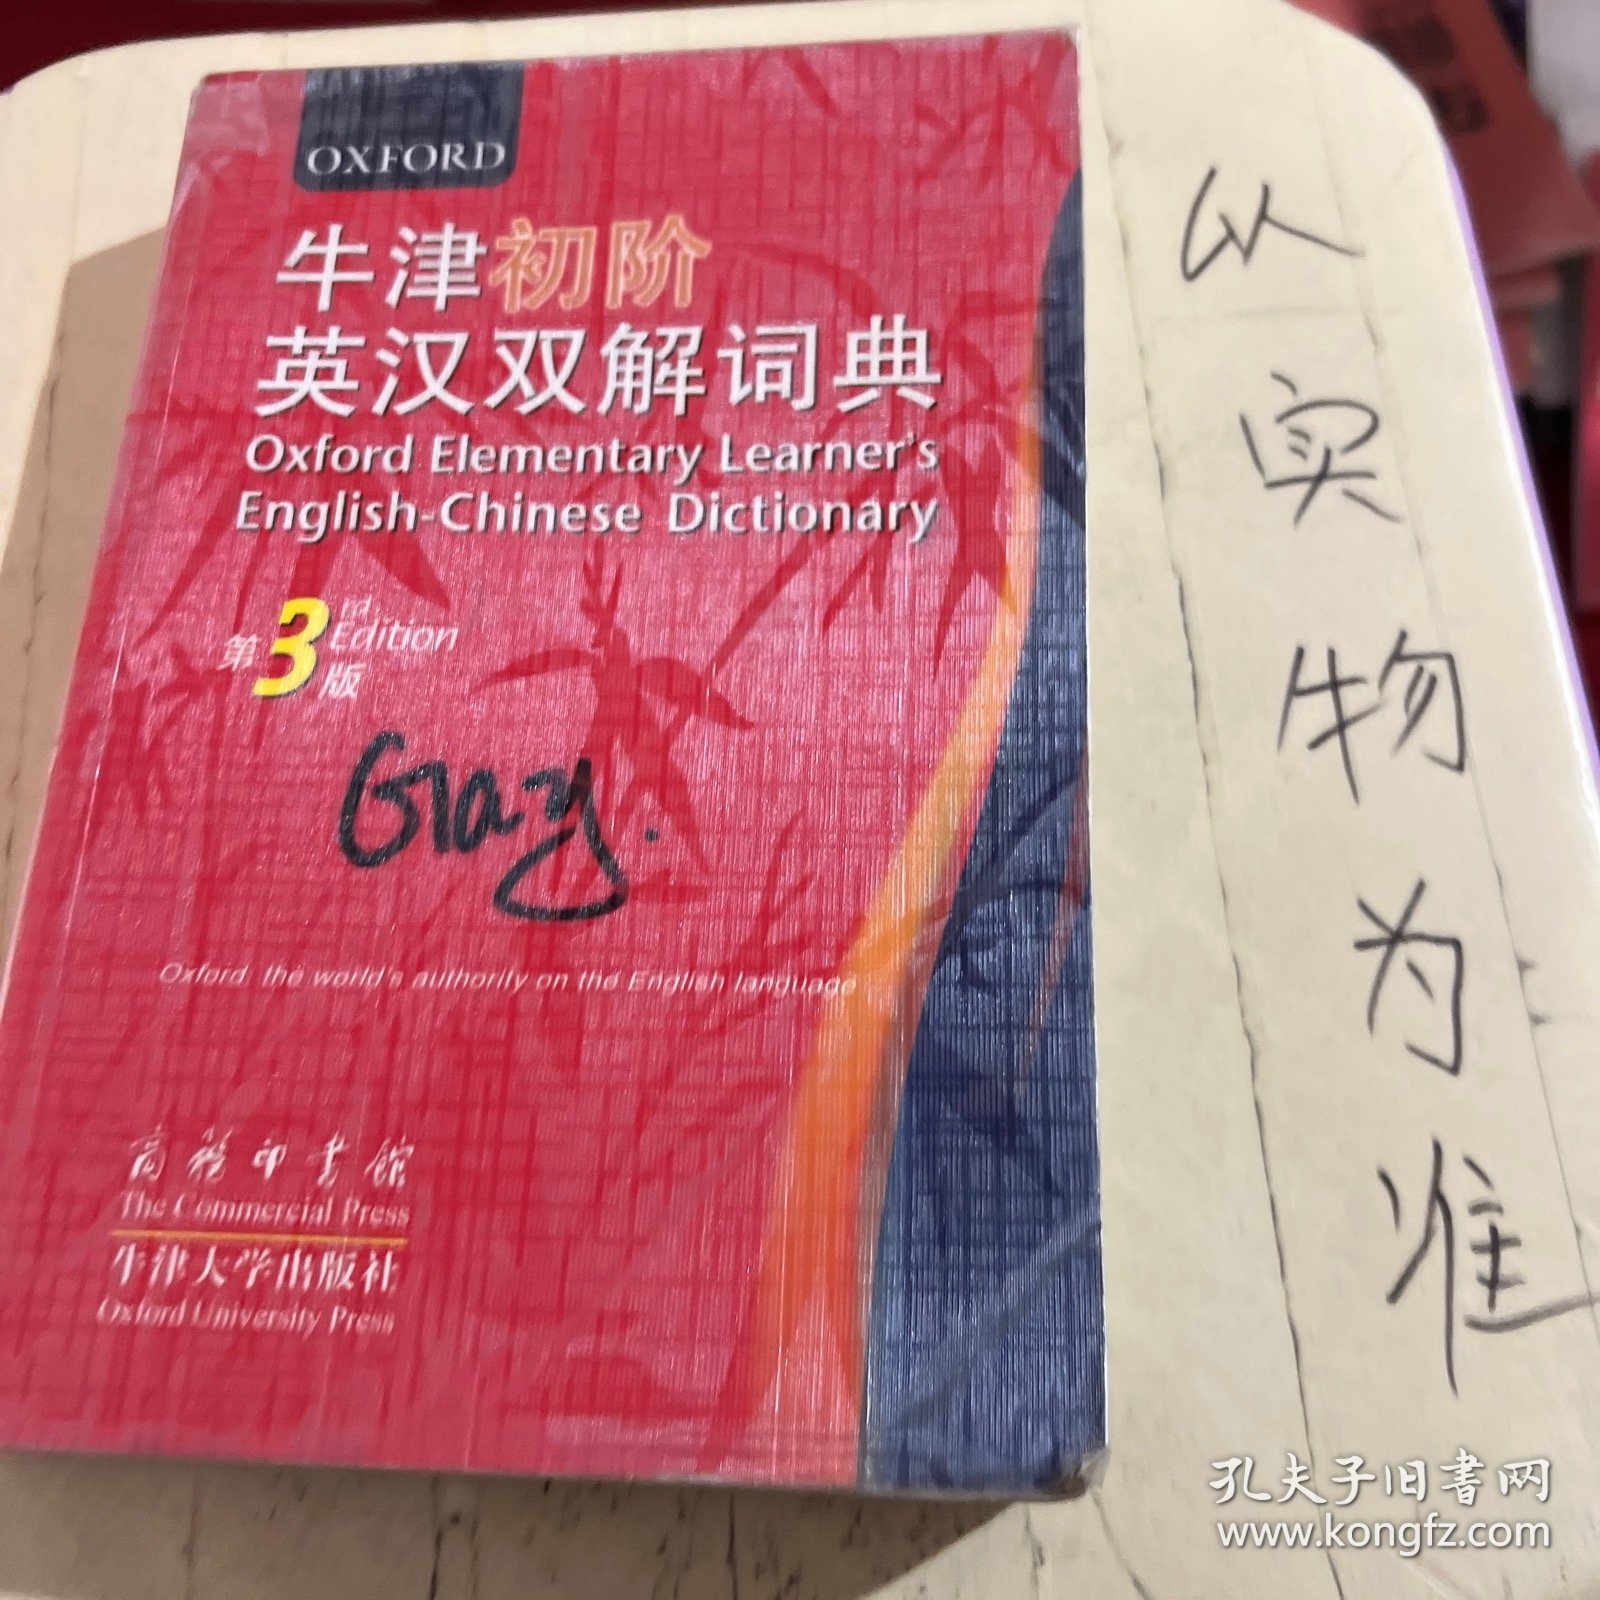 OXFORD
牛津初阶
英汉双解词典
Oxford Elementary Learner's
English-Chinese Dictionary
第3版
rd Edition
Oxford the world's authority on the English language
商务印书馆
The Commercial Press
牛津大学出版社
Oxford University Press
从实物为准
孔夫子旧书网
www.kongfz.com